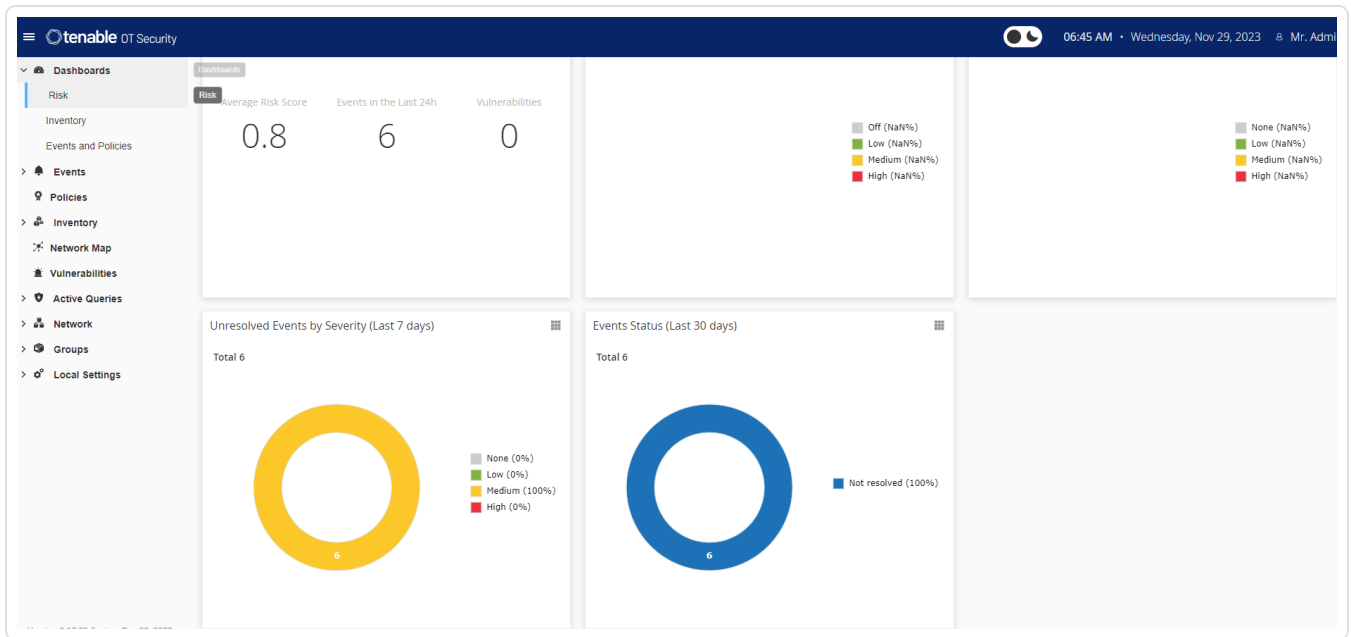 tenable OT Security
06:45 AM • Wednesday, Nov 29, 2023 Mr. Admi
Dashboards
Risk
Inventory
Events and Policies
Events
Policies
Inventory
Network Map
Vulnerabilities
Active Queries
Network
Groups
Local Settings
Dashboards
Risk
Average Risk Score
0.8
Events in the Last 24h
6
Vulnerabilities
0
Off (NaN%)
Low (NaN%)
Medium (NaN%)
High (NaN%)
None (NaN%)
Low (NaN%)
Medium (NaN%)
High (NaN%)
Unresolved Events by Severity (Last 7 days)
Total 6
6
None (0%)
Low (0%)
Medium (100%)
High (0%)
Events Status (Last 30 days)
Total 6
6
Not resolved (100%)